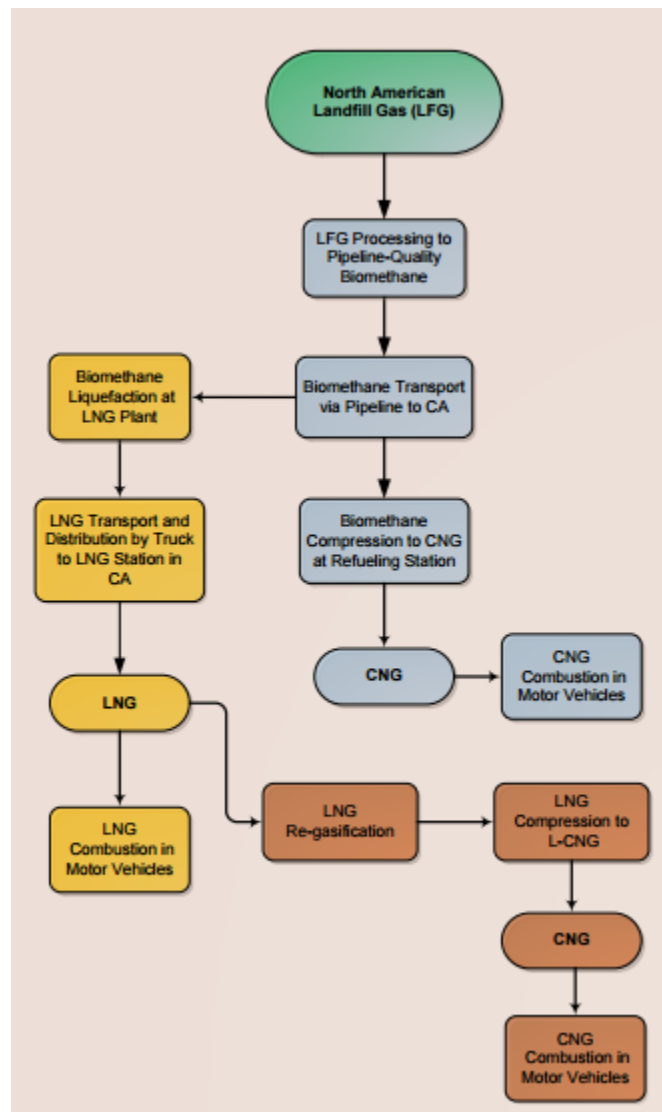 North American
Landfill Gas (LFG)
LFG Processing to
Pipeline-Quality
Biomethane
Biomethane
Liquefaction at
LNG Plant
Biomethane Transport
via Pipeline to CA
LNG Transport and
Distribution by Truck
to LNG Station in
CA
Biomethane
Compression to CNG
at Refueling Station
CNG
CNG
Combustion in
Motor Vehicles
LNG
LNG
Combustion in
Motor Vehicles
LNG
Re-gasification
LNG
Compression to
L-CNG
CNG
CNG
Combustion in
Motor Vehicles